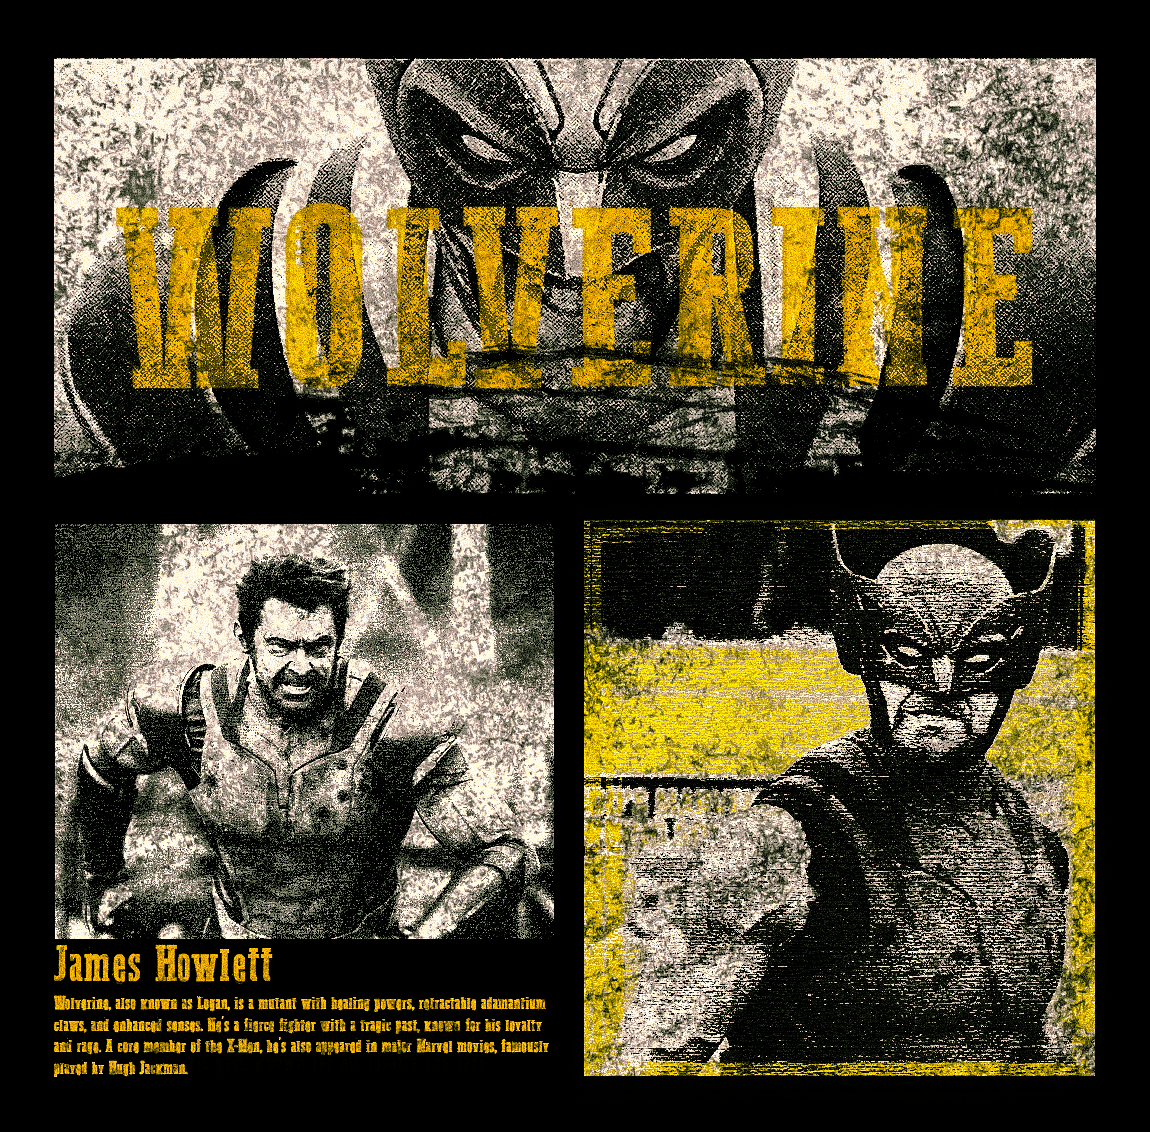 WOLVERINE
James Howlett
Wolverine, also known as Logan, is a mutant with healing powers, retractable adamantium
claws, and enhanced senses. He's a fierce fighter with a tragic past, known for his loyalty
and rage. A core member of the X-Men, he's also appeared in major Marvel movies, famously
played by Hugh Jackman.